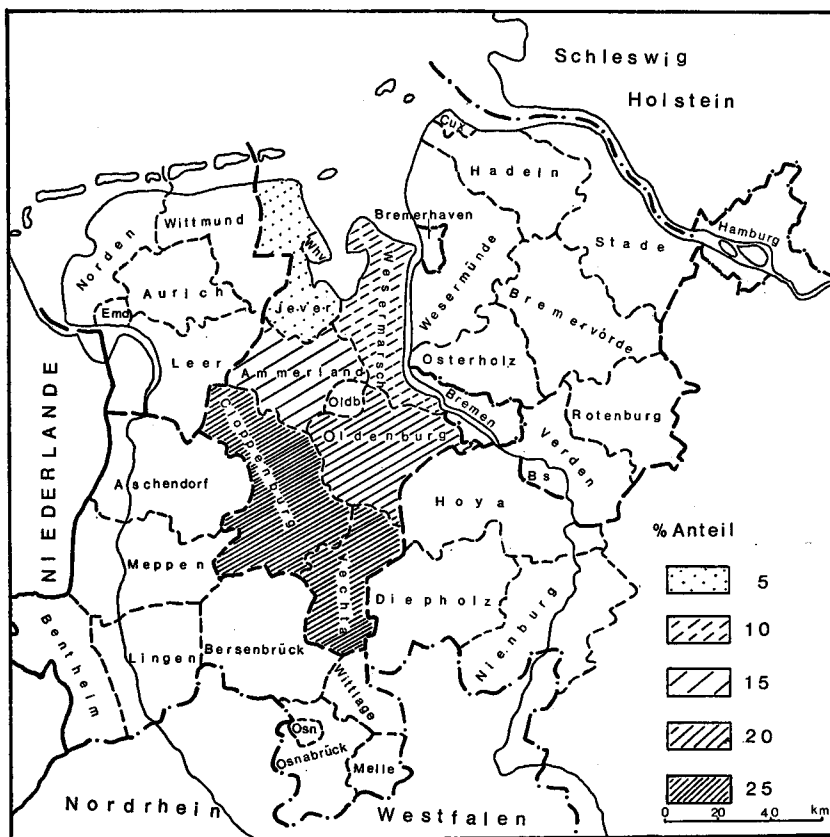 Schleswig
Holstein
Cux
Hadeln
Wittmund
Bremerhaven
Hamburg
Norden
Whv
Stade
Aurich
Wesermünde
Wesermasch
Emd
Jever
Bremervörde
Leer
Ammerland
Osterholz
Oldb
Bremen
Rotenburg
NIEDERLANDE
Cloppenburg
Oldenburg
Verden
Aschendorf
Bs
Hoya
% Anteil
Meppen
Vechta
5
Diepholz
10
Bentheim
Lingen
Bersenbrück
Nienburg
15
Wittlage
Osn
20
Osnabrück
Melle
25
Nordrhein
Westfalen
0 20 40 km